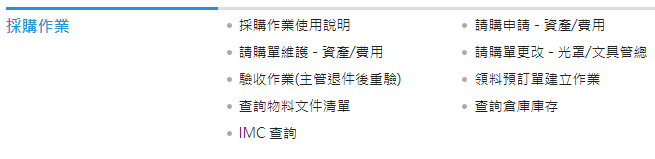 採購作業
採購作業使用說明
請購申請 - 資產/費用
請購單維護 - 資產/費用
請購單更改 - 光罩/文具管總
驗收作業(主管退件後重驗)
領料預訂單建立作業
查詢物料文件清單
查詢倉庫庫存
IMC 查詢